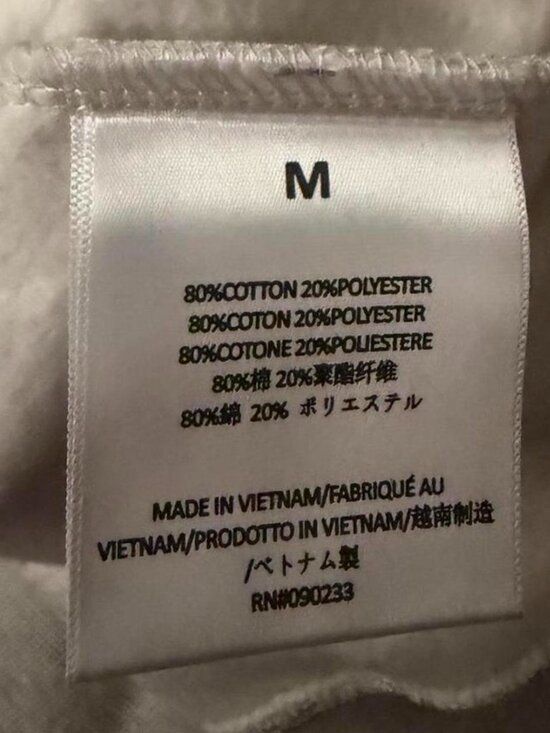 M
80%COTTON 20%POLYESTER
80%COTON 20%POLYESTER
80%COTONE 20%POLIESTERE
80%棉 20%聚酯纤维
80%綿 20% ポリエステル
MADE IN VIETNAM/FABRIQUÉ AU
VIETNAM/PRODOTTO IN VIETNAM/越南制造
/ベトナム製
RN#090233